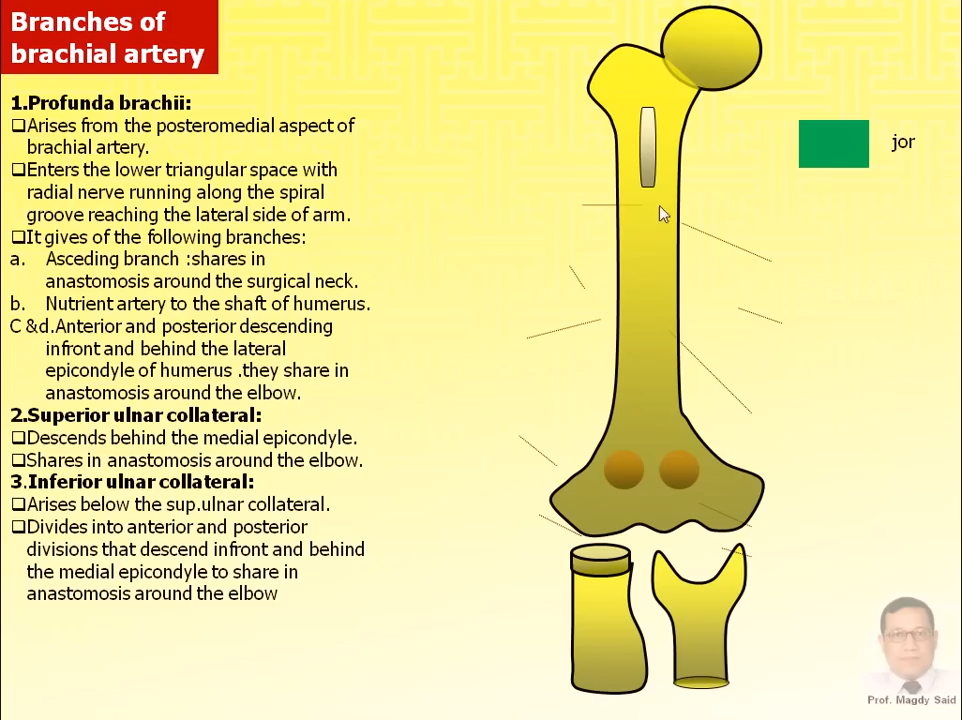 Branches of
brachial artery
1.Profunda brachii:
❑Arises from the posteromedial aspect of
brachial artery.
❑Enters the lower triangular space with
radial nerve running along the spiral
groove reaching the lateral side of arm.
❑It gives of the following branches:
a. Asceding branch :shares in
anastomosis around the surgical neck.
b. Nutrient artery to the shaft of humerus.
C &d.Anterior and posterior descending
infront and behind the lateral
epicondyle of humerus .they share in
anastomosis around the elbow.
2.Superior ulnar collateral:
❑Descends behind the medial epicondyle.
❑Shares in anastomosis around the elbow.
3.Inferior ulnar collateral:
❑Arises below the sup.ulnar collateral.
❑Divides into anterior and posterior
divisions that descend infront and behind
the medial epicondyle to share in
anastomosis around the elbow
jor
Prof. Magdy Said